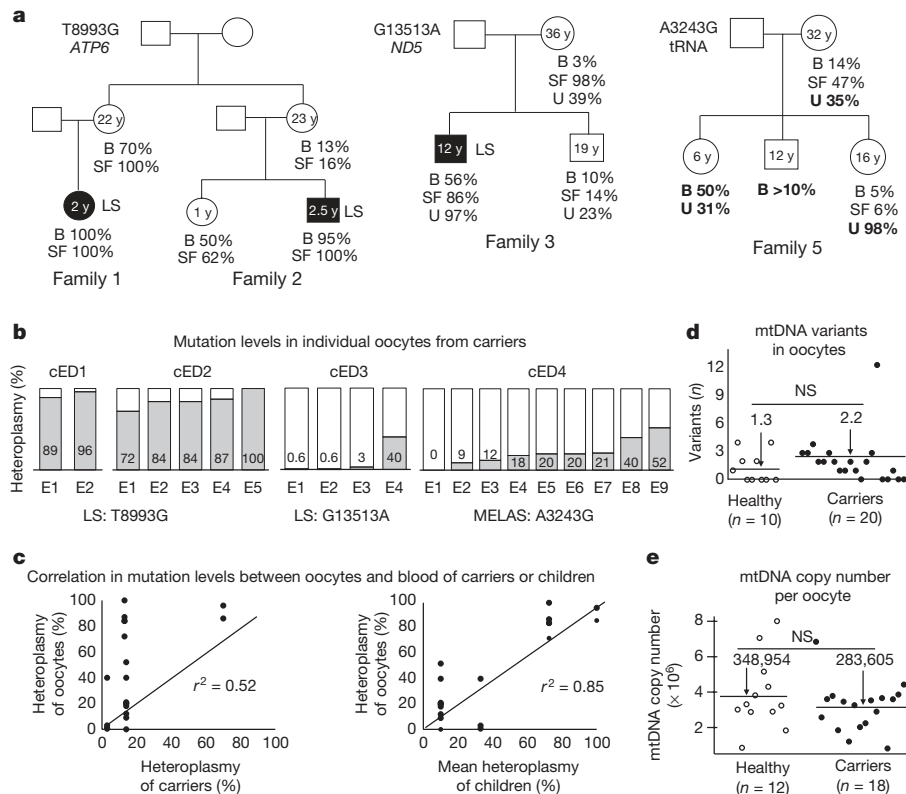 a
T8993G
ATP6
22 y
B 70%
SF 100%
23 y
B 13%
SF 16%
2 y
LS
B 100%
SF 100%
Family 1
1 y
B 50%
SF 62%
2.5 y
LS
B 95%
SF 100%
Family 2
G13513A
ND5
36 y
B 3%
SF 98%
U 39%
12 y
LS
B 56%
SF 86%
U 97%
19 y
B 10%
SF 14%
U 23%
Family 3
A3243G
tRNA
32 y
B 14%
SF 47%
U 35%
6 y
B 50%
U 31%
12 y
B >10%
16 y
B 5%
SF 6%
U 98%
Family 5
b
Mutation levels in individual oocytes from carriers
Heteroplasmy (%)
cED1
89 96
E1 E2
cED2
72 84 84 87 100
E1 E2 E3 E4 E5
LS: T8993G
cED3
0.6 0.6 3 40
E1 E2 E3 E4
LS: G13513A
cED4
0 9 12 18 20 20 21 40 52
E1 E2 E3 E4 E5 E6 E7 E8 E9
MELAS: A3243G
c
Correlation in mutation levels between oocytes and blood of carriers or children
Heteroplasmy
of oocytes (%)
100
80
60
40
20
0
r² = 0.52
0 20 40 60 80 100
Heteroplasmy
of carriers (%)
Heteroplasmy
of oocytes (%)
100
80
60
40
20
0
r² = 0.85
0 20 40 60 80 100
Mean heteroplasmy
of children (%)
d
mtDNA variants
in oocytes
Variants (n)
12
9
6
3
0
NS
1.3
2.2
Healthy
(n = 10)
Carriers
(n = 20)
e
mtDNA copy number
per oocyte
mtDNA copy number
(× 10⁶)
8
6
4
2
NS
348,954
283,605
Healthy
(n = 12)
Carriers
(n = 18)